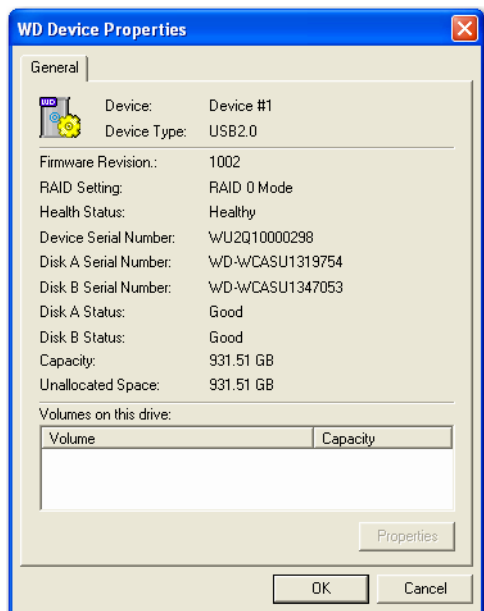 WD Device Properties
General
WD
Device: Device #1
Device Type: USB2.0
Firmware Revision.: 1002
RAID Setting: RAID 0 Mode
Health Status: Healthy
Device Serial Number: WU2Q10000298
Disk A Serial Number: WD-WCASU1319754
Disk B Serial Number: WD-WCASU1347053
Disk A Status: Good
Disk B Status: Good
Capacity: 931.51 GB
Unallocated Space: 931.51 GB
Volumes on this drive:
Volume Capacity
Properties
OK Cancel